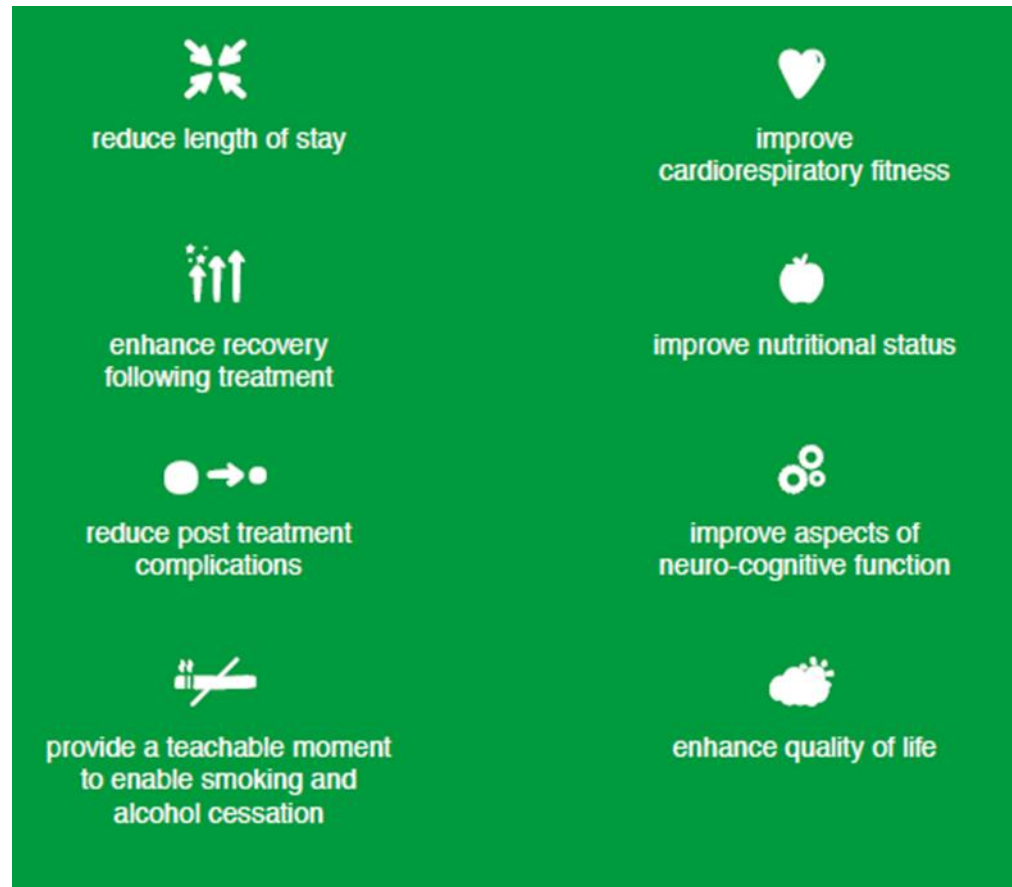 reduce length of stay
improve
cardiorespiratory fitness
enhance recovery
following treatment
improve nutritional status
reduce post treatment
complications
improve aspects of
neuro-cognitive function
provide a teachable moment
to enable smoking and
alcohol cessation
enhance quality of life